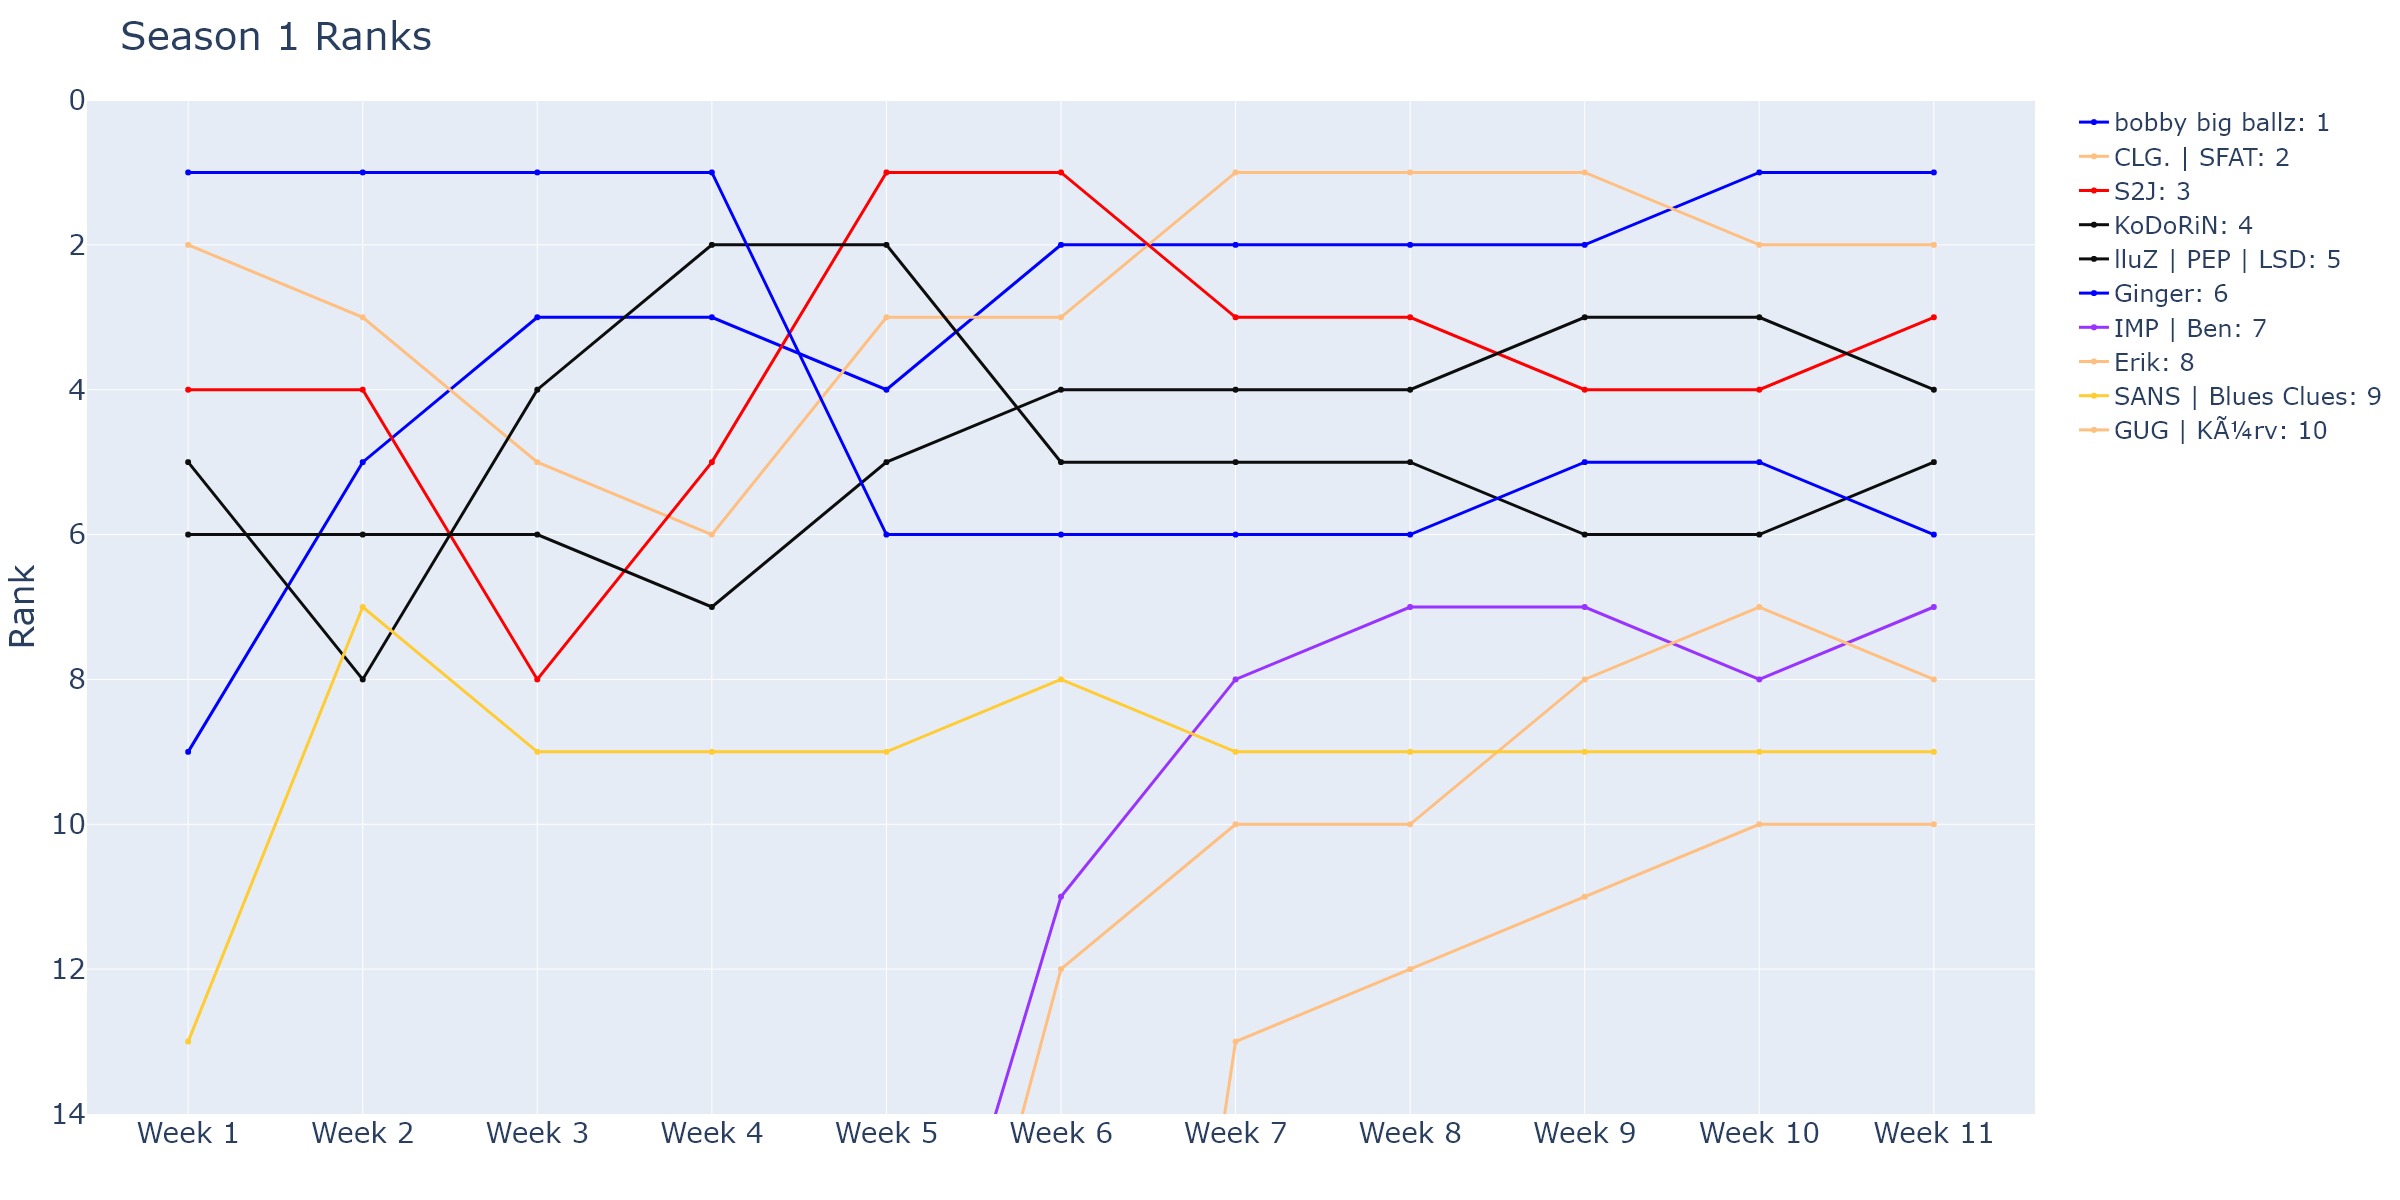 Season 1 Ranks
0
2
4
6
8
10
12
14
Rank
Week 1
Week 2
Week 3
Week 4
Week 5
Week 6
Week 7
Week 8
Week 9
Week 10
Week 11
bobby big ballz: 1
CLG. | SFAT: 2
S2J: 3
KoDoRiN: 4
lluZ | PEP | LSD: 5
Ginger: 6
IMP | Ben: 7
Erik: 8
SANS | Blues Clues: 9
GUG | KÃ¼rv: 10